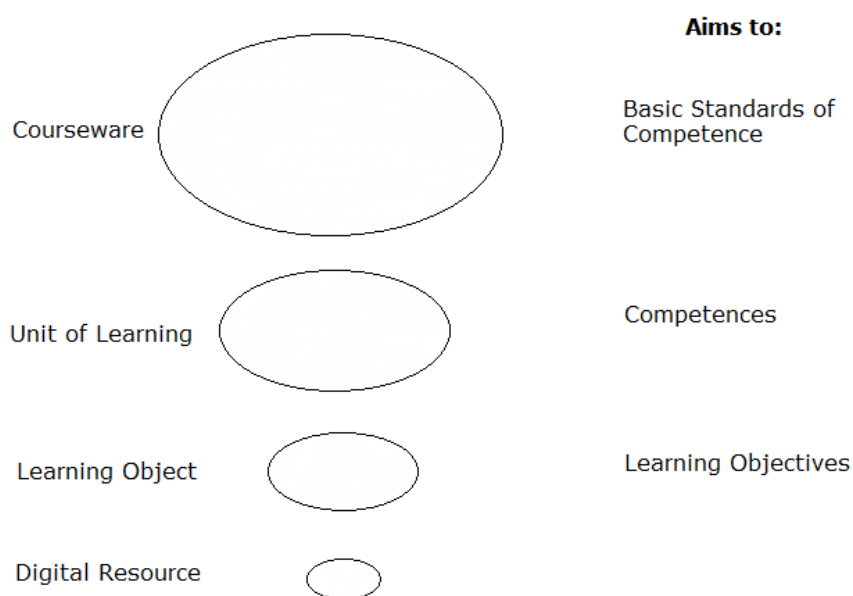 Aims to:
Courseware
Basic Standards of
Competence
Unit of Learning
Competences
Learning Object
Learning Objectives
Digital Resource